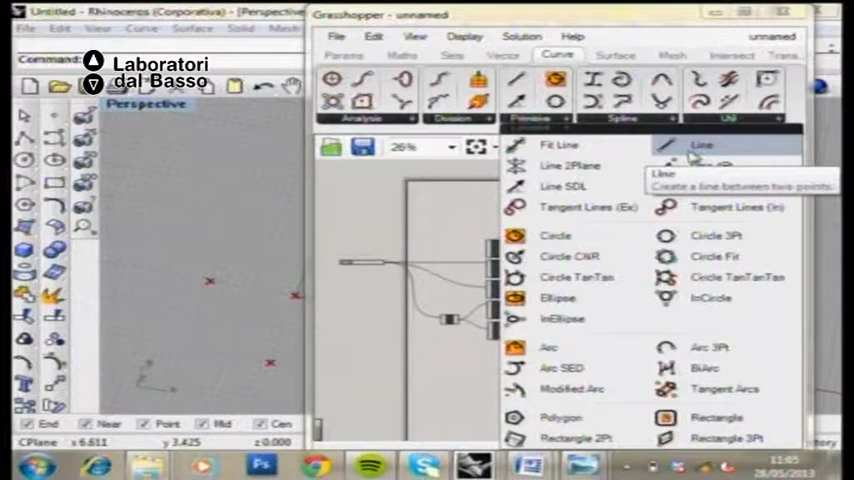 Untitled - Rhinoceros (Corporativa) - [Perspective
Grasshopper - unnamed
File Edit View Curve Surface Solid
File Edit View Display Solution Help unnamed
Command:
Laboratori
dal Basso
Params Maths Sets Vector Curve Surface Mesh Intersect Trans
Perspective
Analysis Division Primitive Spline Util
26%
Fit Line Line
Line 2Plane
Line
Line SDL Create a line between two points.
Tangent Lines (Ex) Tangent Lines (In)
Circle Circle 3Pt
Circle CNR Circle Fit
Circle TanTan Circle TanTanTan
Ellipse InCircle
InEllipse
Arc Arc 3Pt
Arc SED BiArc
Modified Arc Tangent Arcs
Polygon Rectangle
Rectangle 2Pt Rectangle 3Pt
End Near Point Mid Cen
CPlane x 6.611 y 3.425 z 0.000
11:05
28/05/2013